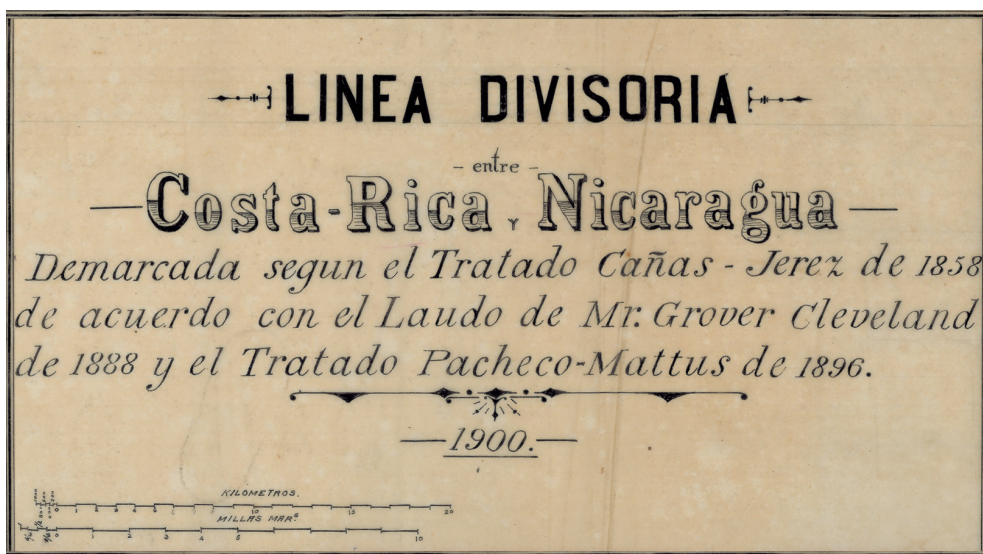 LINEA DIVISORIA
- entre -
Costa-Rica Y Nicaragua
Demarcada segun el Tratado Cañas - Jerez de 1858
de acuerdo con el Laudo de Mr. Grover Cleveland
de 1888 y el Tratado Pacheco-Mattus de 1896.
1900.
KILOMETROS.
0 1 2 3 4 5 10 15 20
MILLAS MAR.s
0 1 2 3 4 5 10